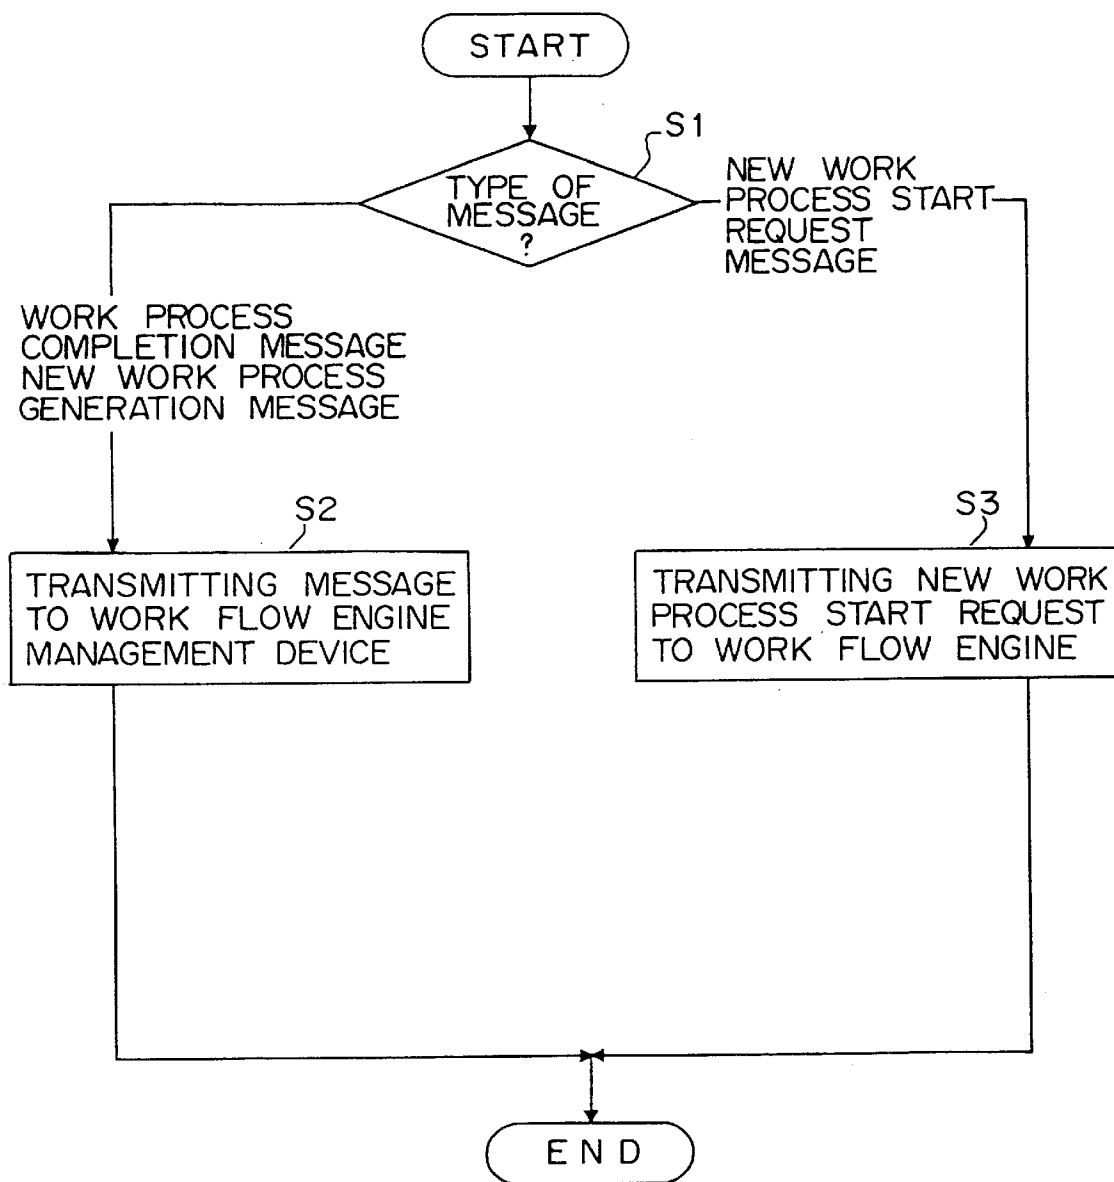 START
S1
TYPE OF
MESSAGE
?
NEW WORK
PROCESS START
REQUEST
MESSAGE
WORK PROCESS
COMPLETION MESSAGE
NEW WORK PROCESS
GENERATION MESSAGE
S2
TRANSMITTING MESSAGE
TO WORK FLOW ENGINE
MANAGEMENT DEVICE
S3
TRANSMITTING NEW WORK
PROCESS START REQUEST
TO WORK FLOW ENGINE
END